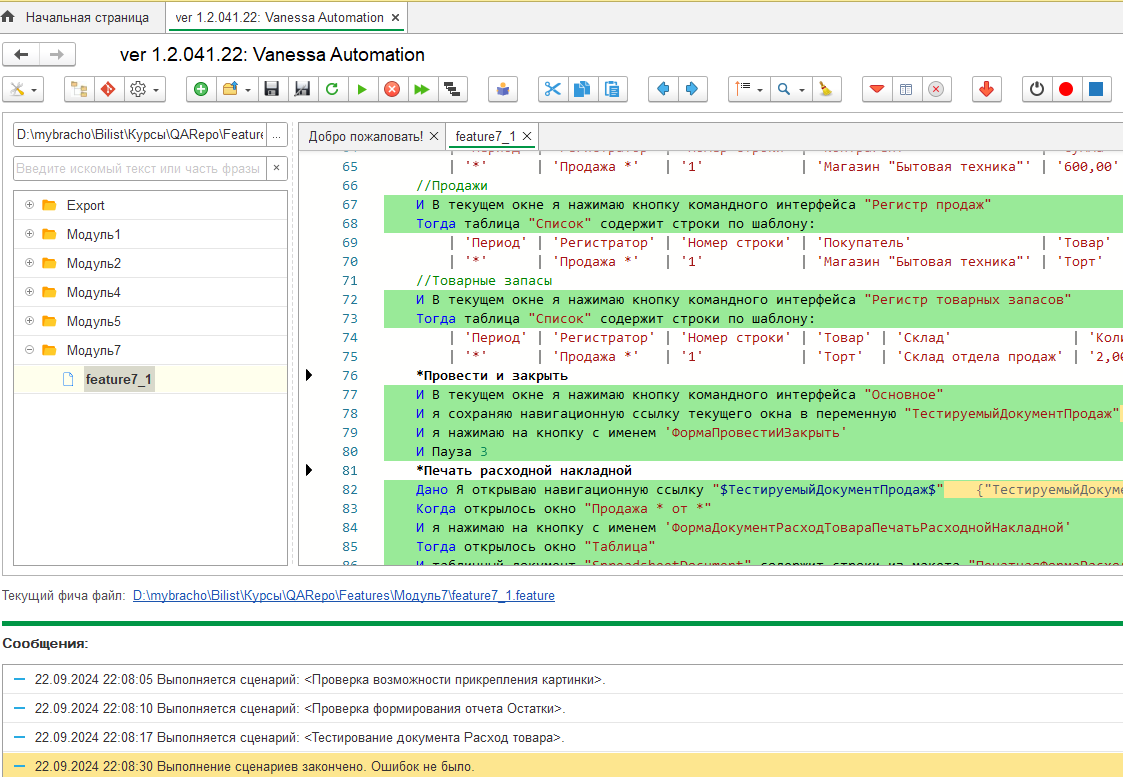 Начальная страница
ver 1.2.041.22: Vanessa Automation ×
ver 1.2.041.22: Vanessa Automation
D:\mybracho\Bilist\Курсы\QARepo\Feature ...
Введите искомый текст или часть фразы ×
Export
Модуль1
Модуль2
Модуль4
Модуль5
Модуль7
feature7_1
Добро пожаловать! ×
feature7_1 ×
65 | '*' | 'Продажа *' | '1' | 'Магазин "Бытовая техника"' | '600,00'
66 //Продажи
67 И В текущем окне я нажимаю кнопку командного интерфейса "Регистр продаж"
68 Тогда таблица "Список" содержит строки по шаблону:
69 | 'Период' | 'Регистратор' | 'Номер строки' | 'Покупатель' | 'Товар'
70 | '*' | 'Продажа *' | '1' | 'Магазин "Бытовая техника"' | 'Торт'
71 //Товарные запасы
72 И В текущем окне я нажимаю кнопку командного интерфейса "Регистр товарных запасов"
73 Тогда таблица "Список" содержит строки по шаблону:
74 | 'Период' | 'Регистратор' | 'Номер строки' | 'Товар' | 'Склад' | 'Коли
75 | '*' | 'Продажа *' | '1' | 'Торт' | 'Склад отдела продаж' | '2,00
76 *Провести и закрыть
77 И В текущем окне я нажимаю кнопку командного интерфейса "Основное"
78 И я сохраняю навигационную ссылку текущего окна в переменную "ТестируемыйДокументПродаж"
79 И я нажимаю на кнопку с именем 'ФормаПровестиИЗакрыть'
80 И Пауза 3
81 *Печать расходной накладной
82 Дано Я открываю навигационную ссылку "$ТестируемыйДокументПродаж$" {"ТестируемыйДокуме
83 Когда открылось окно "Продажа * от *"
84 И я нажимаю на кнопку с именем 'ФормаДокументРасходТовараПечатьРасходнойНакладной'
85 Тогда открылось окно "Таблица"
86 И табличный документ "SpreadsheetDocument" содержит строки из макета "ПечатнаяФормаРасхо
Текущий фича файл: D:\mybracho\Bilist\Курсы\QARepo\Features\Модуль7\feature7_1.feature
Сообщения:
22.09.2024 22:08:05 Выполняется сценарий: <Проверка возможности прикрепления картинки>.
22.09.2024 22:08:10 Выполняется сценарий: <Проверка формирования отчета Остатки>.
22.09.2024 22:08:17 Выполняется сценарий: <Тестирование документа Расход товара>.
22.09.2024 22:08:30 Выполнение сценариев закончено. Ошибок не было.